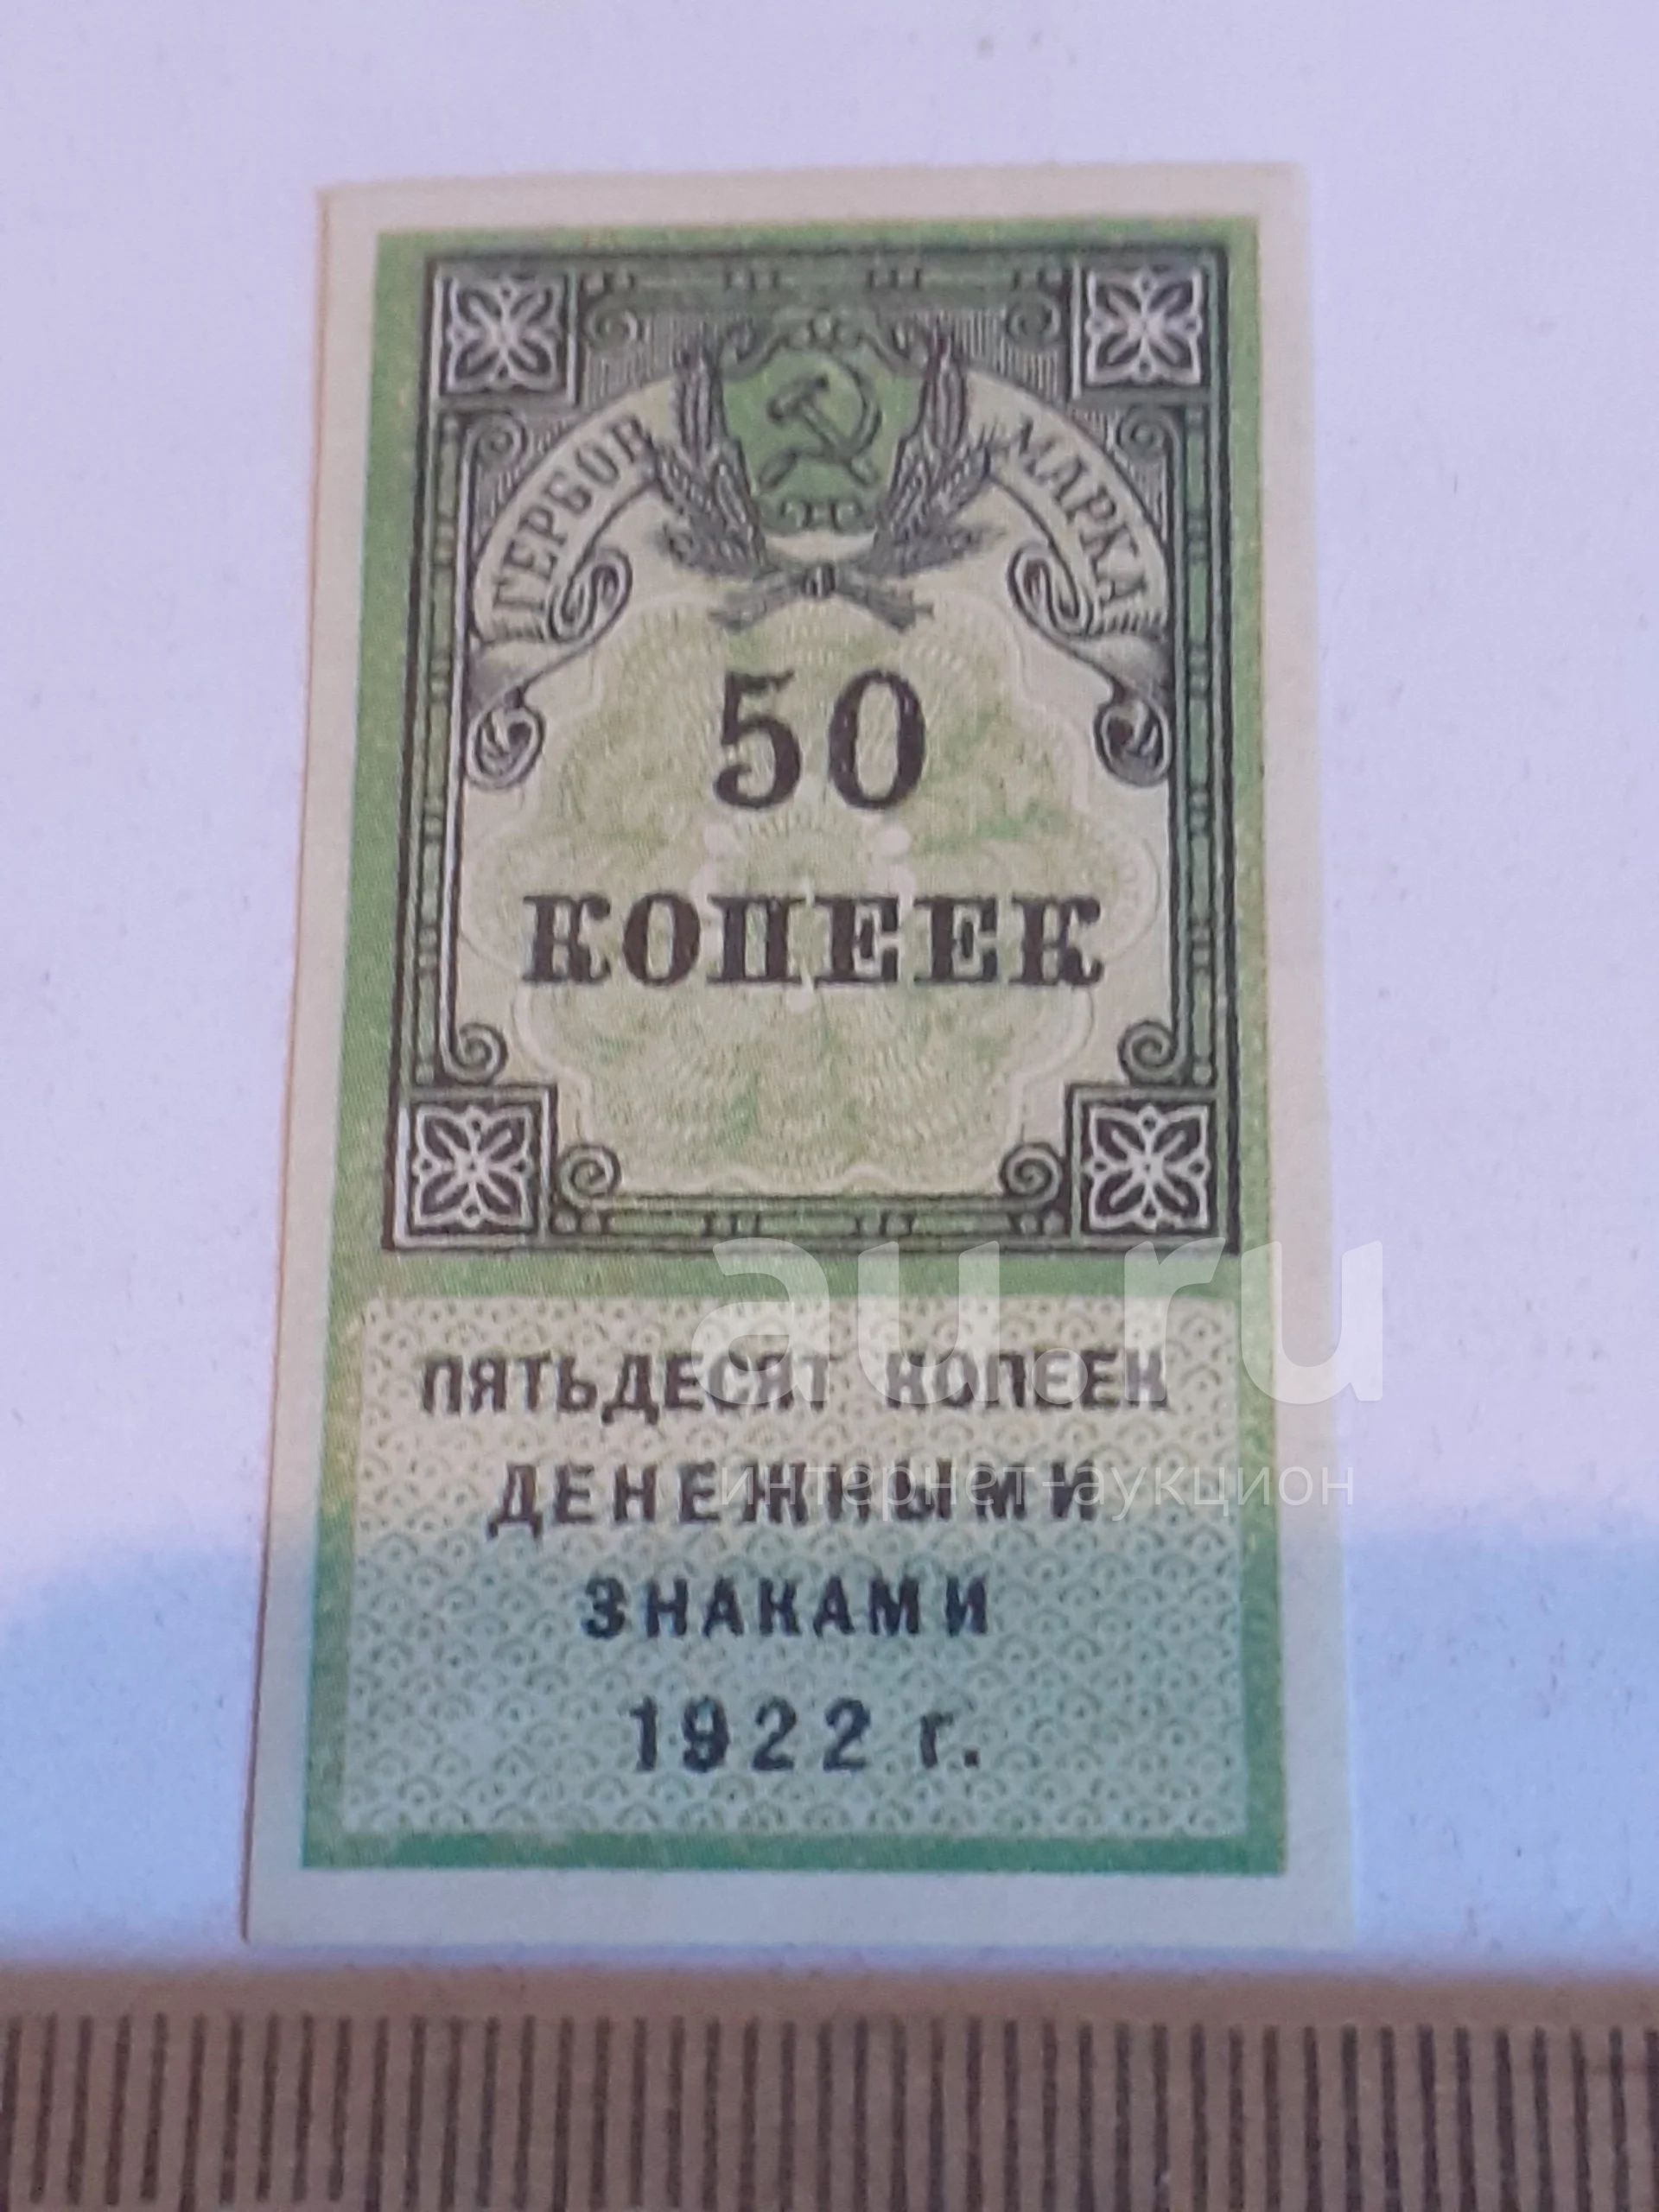 ГЕРБОВ МАРКА
50
КОПЕЕК
ПЯТЬДЕСЯТ КОПЕЕК
ДЕНЕЖНЫМИ
ЗНАКАМИ
1922 г.
au.ru
интернет-аукцион